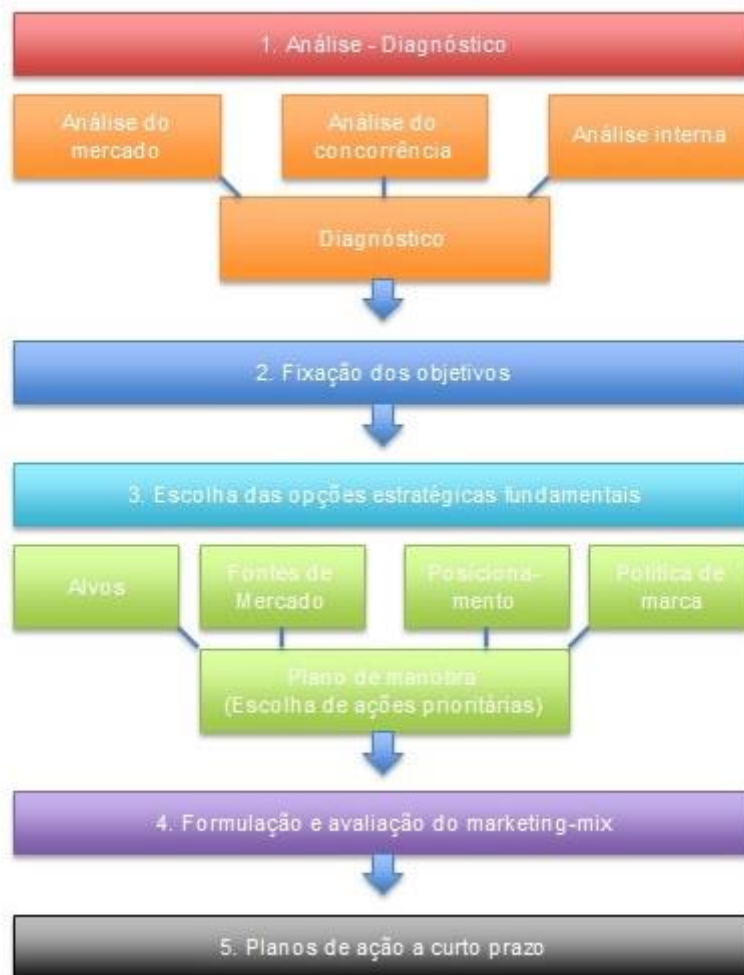 1. Análise - Diagnóstico
Análise do
mercado
Análise do
concorrência
Análise interna
Diagnóstico
2. Fixação dos objetivos
3. Escolha das opções estratégicas fundamentais
Alvos
Fontes de
Mercado
Posiciona-
mento
Política de
marca
Plano de manobra
(Escolha de ações prioritárias)
4. Formulação e avaliação do marketing-mix
5. Planos de ação a curto prazo